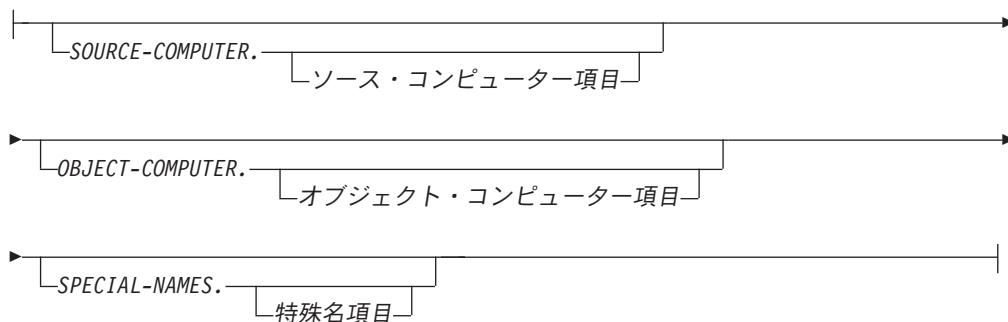 SOURCE-COMPUTER.
ソース・コンピューター項目
OBJECT-COMPUTER.
オブジェクト・コンピューター項目
SPECIAL-NAMES.
特殊名項目